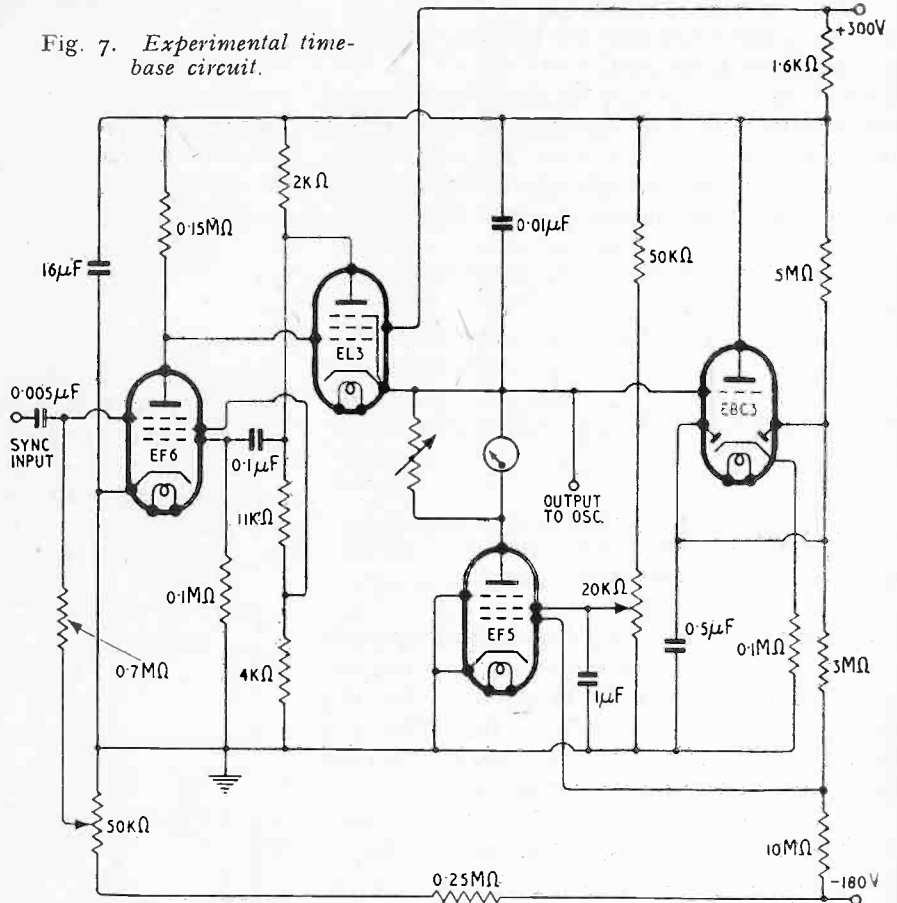 Fig. 7. Experimental time-
base circuit.
+300V
1·6KΩ
2KΩ
0·15MΩ
0·01µF
50KΩ
16µF
5MΩ
EL3
0·005µF
EBC3
SYNC
INPUT
EF6
0·1µF
OUTPUT
TO OSC.
11KΩ
20KΩ
0·1MΩ
EF5
0·5µF
0·1MΩ
0·7MΩ
4KΩ
1µF
3MΩ
50KΩ
10MΩ
0·25MΩ
-180V